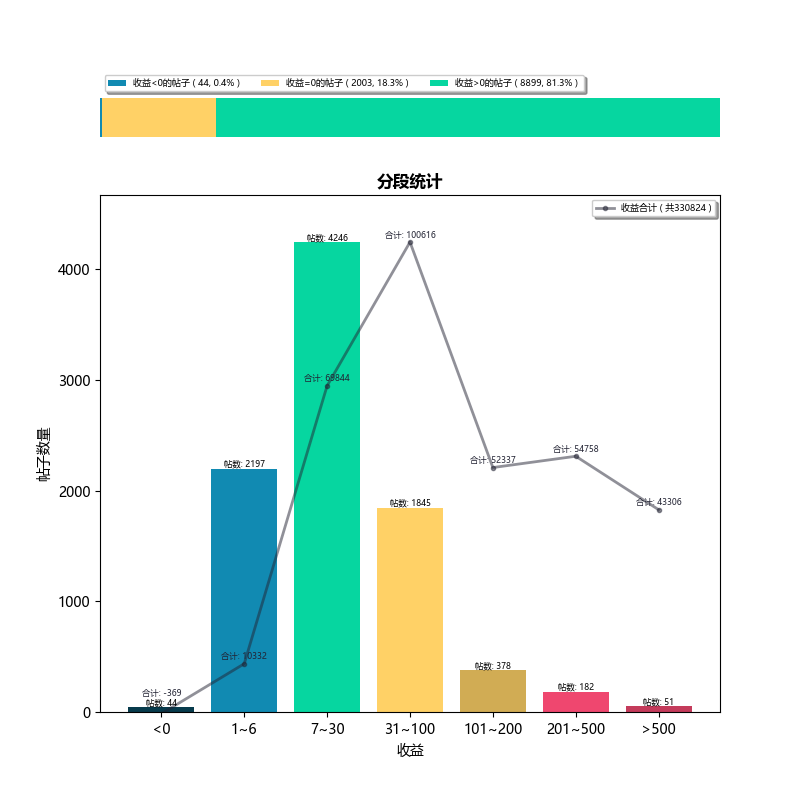 收益<0的帖子 ( 44, 0.4% ) 收益=0的帖子 ( 2003, 18.3% ) 收益>0的帖子 ( 8899, 81.3% )
分段统计
收益合计 ( 共330824 )
帖数: 4246
合计: 100616
4000
合计: 69844
3000
帖数: 2197
合计: 52337
合计: 54758
2000
帖数: 1845
合计: 43306
帖子数量
1000
合计: 10332
帖数: 378
合计: -369
帖数: 182
帖数: 44
帖数: 51
0
<0 1~6 7~30 31~100 101~200 201~500 >500
收益